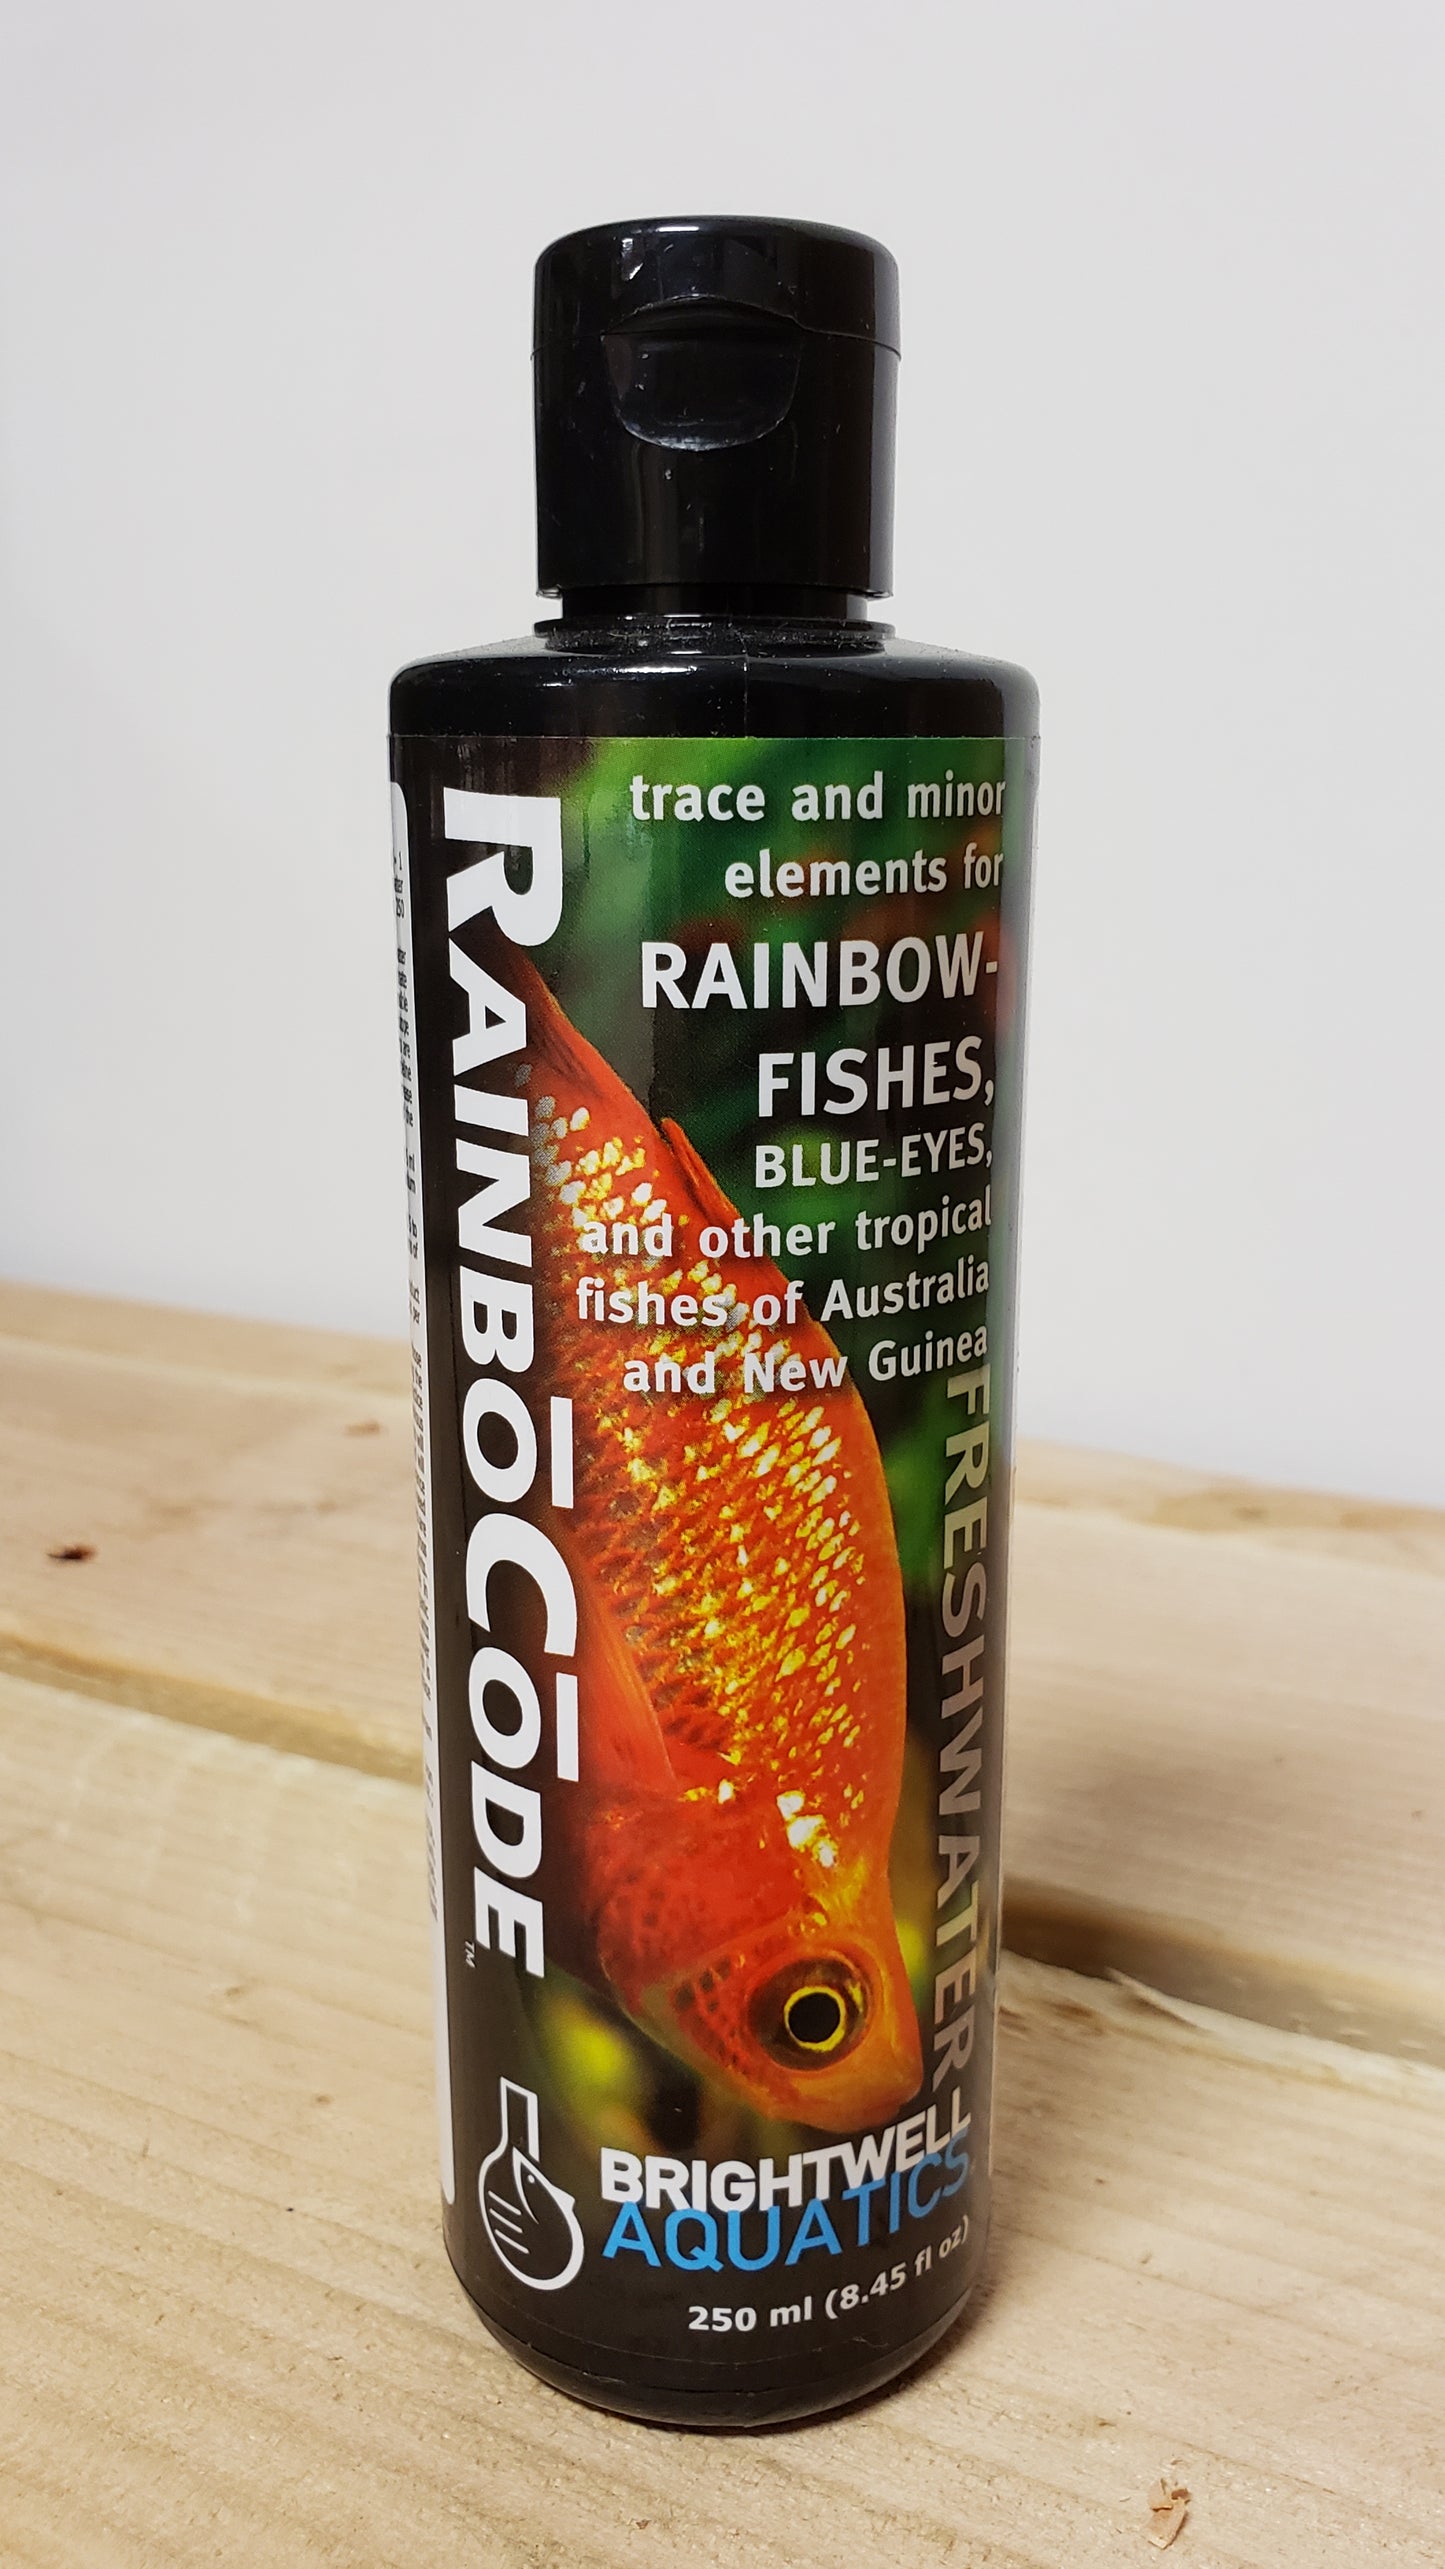 trace and minor
elements for
RAINBOW-
FISHES,
BLUE-EYES,
and other tropical
fishes of Australia
and New Guinea
RAINBŌCŌDE™
FRESHWATER
BRIGHTWELL
AQUATICS
250 ml (8.45 fl oz)